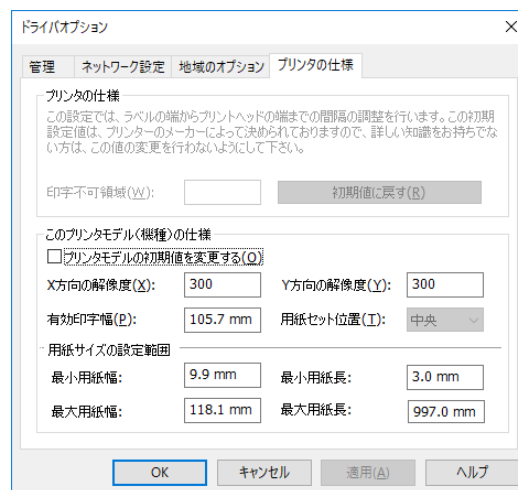 ドライバオプション
管理 ネットワーク設定 地域のオプション プリンタの仕様
プリンタの仕様
この設定では、ラベルの端からプリントヘッドの端までの間隔の調整を行います。この初期
設定値は、プリンターのメーカーによって決められておりますので、詳しい知識をお持ちでな
い方は、この値の変更を行わないようにして下さい。
印字不可領域(W): 初期値に戻す(R)
このプリンタモデル(機種)の仕様
プリンタモデルの初期値を変更する(O)
X方向の解像度(X): 300 Y方向の解像度(Y): 300
有効印字幅(P): 105.7 mm 用紙セット位置(T): 中央
用紙サイズの設定範囲
最小用紙幅: 9.9 mm 最小用紙長: 3.0 mm
最大用紙幅: 118.1 mm 最大用紙長: 997.0 mm
OK キャンセル 適用(A) ヘルプ